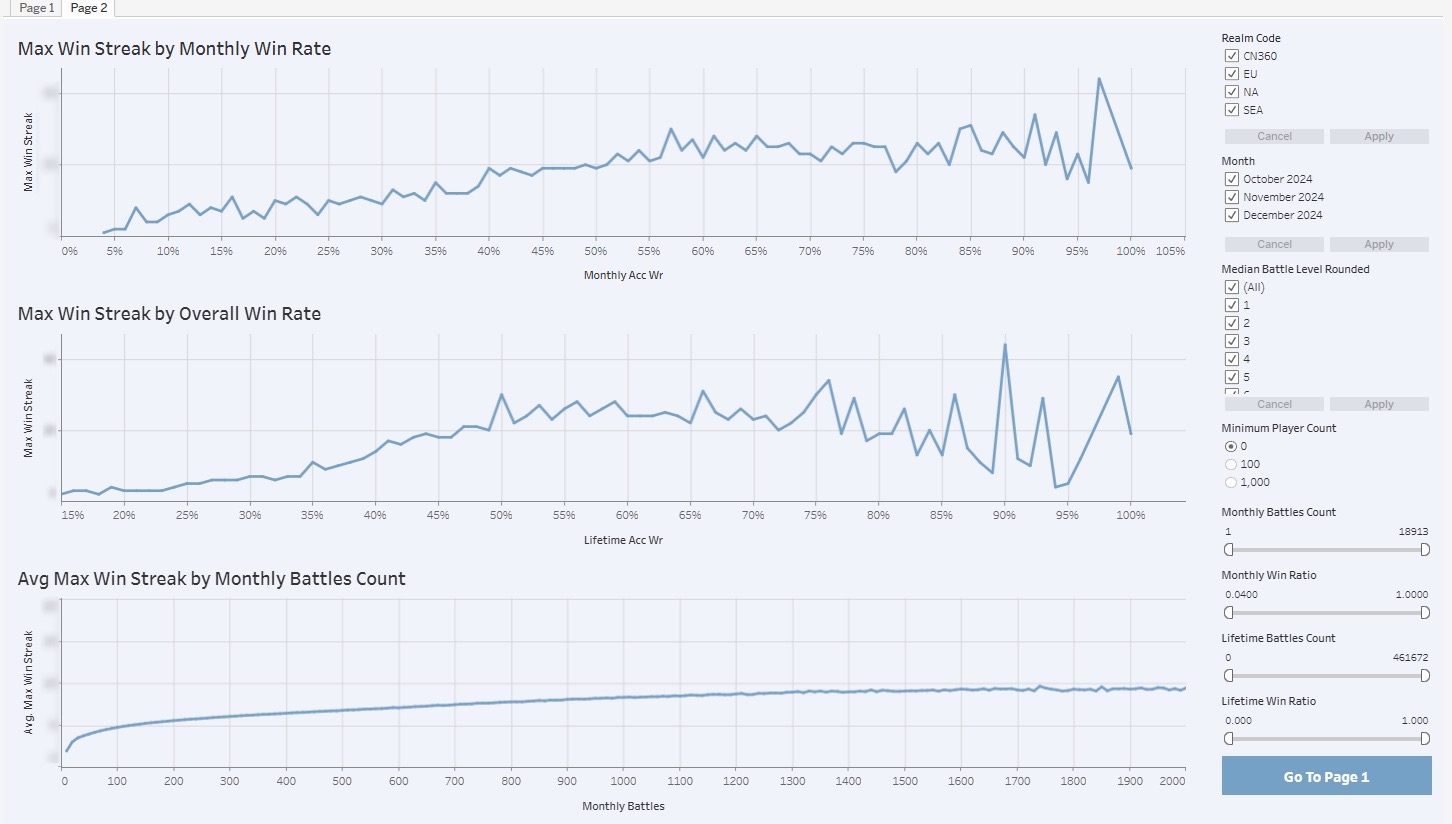 Page 1 Page 2
Max Win Streak by Monthly Win Rate
Max Win Streak
0% 5% 10% 15% 20% 25% 30% 35% 40% 45% 50% 55% 60% 65% 70% 75% 80% 85% 90% 95% 100% 105%
Monthly Acc Wr
Max Win Streak by Overall Win Rate
Max Win Streak
15% 20% 25% 30% 35% 40% 45% 50% 55% 60% 65% 70% 75% 80% 85% 90% 95% 100%
Lifetime Acc Wr
Avg Max Win Streak by Monthly Battles Count
Avg. Max Win Streak
0 100 200 300 400 500 600 700 800 900 1000 1100 1200 1300 1400 1500 1600 1700 1800 1900 2000
Monthly Battles
Realm Code
CN360
EU
NA
SEA
Cancel Apply
Month
October 2024
November 2024
December 2024
Cancel Apply
Median Battle Level Rounded
(All)
1
2
3
4
5
Cancel Apply
Minimum Player Count
0
100
1,000
Monthly Battles Count
1 18913
Monthly Win Ratio
0.0400 1.0000
Lifetime Battles Count
0 461672
Lifetime Win Ratio
0.000 1.000
Go To Page 1